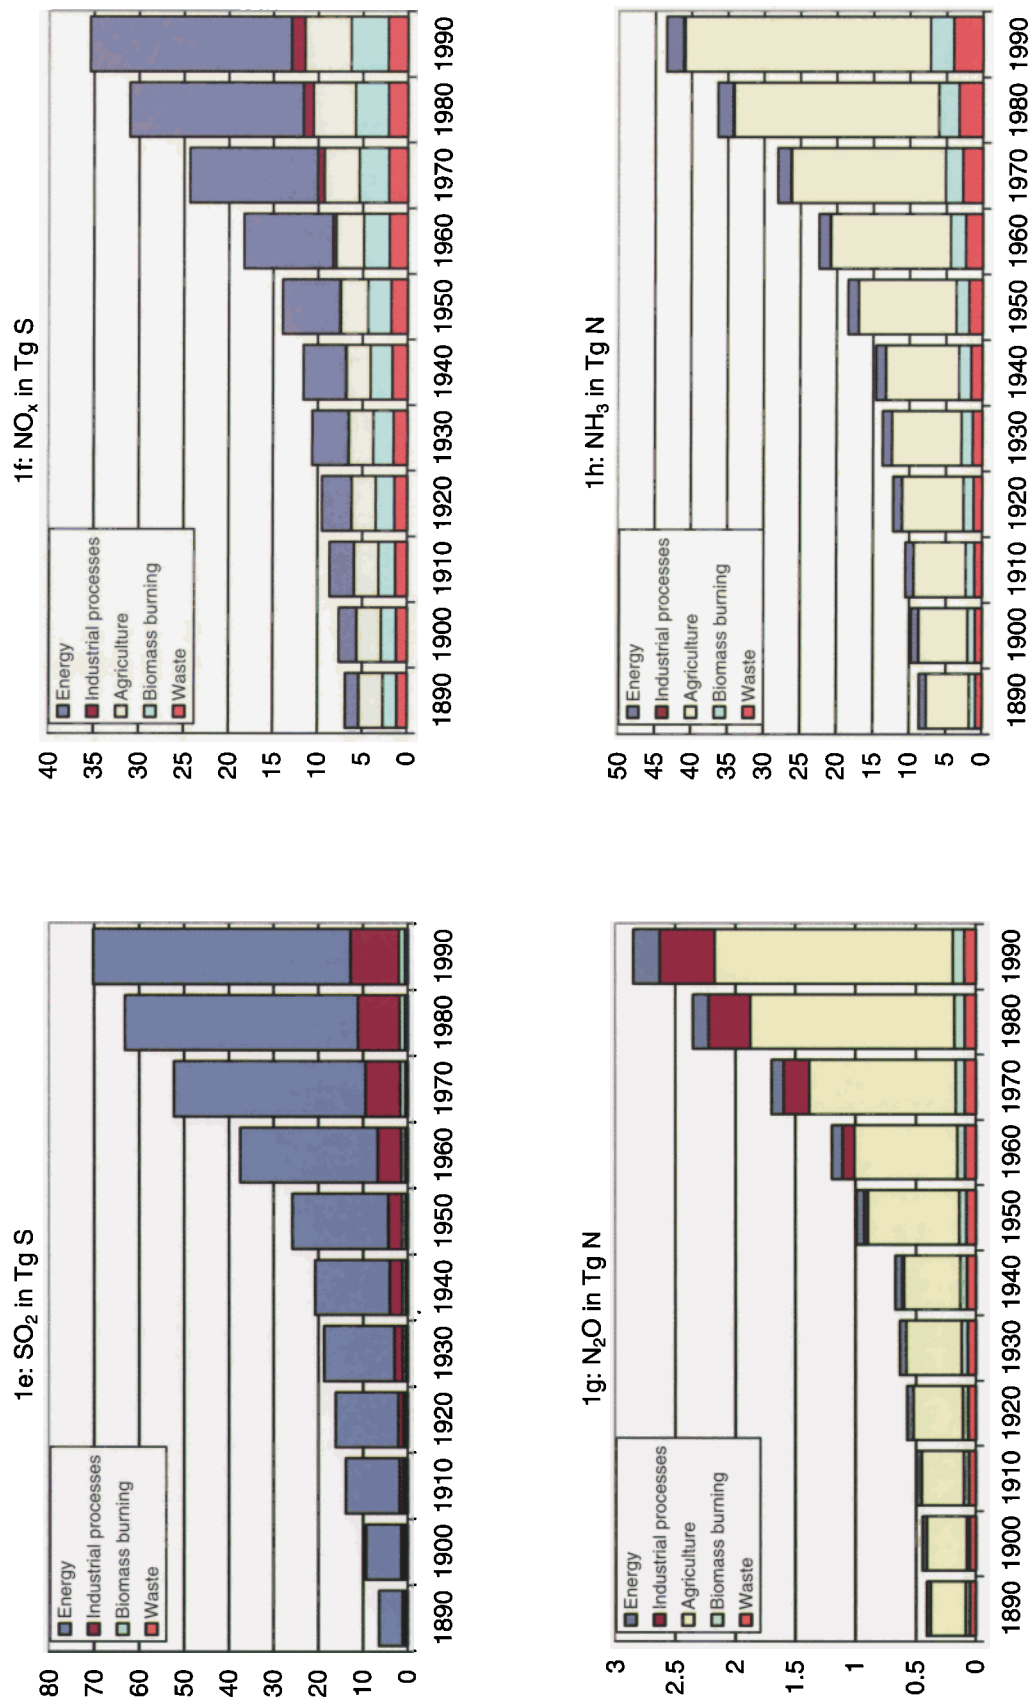 1e: SO2 in Tg S
80
70
60
50
40
30
20
10
0
Energy
Industrial processes
Biomass burning
Waste
1890 1900 1910 1920 1930 1940 1950 1960 1970 1980 1990
1f: NOx in Tg S
40
35
30
25
20
15
10
5
0
Energy
Industrial processes
Agriculture
Biomass burning
Waste
1890 1900 1910 1920 1930 1940 1950 1960 1970 1980 1990
1g: N2O in Tg N
3
2.5
2
1.5
1
0.5
0
Energy
Industrial processes
Agriculture
Biomass burning
Waste
1890 1900 1910 1920 1930 1940 1950 1960 1970 1980 1990
1h: NH3 in Tg N
50
45
40
35
30
25
20
15
10
5
0
Energy
Industrial processes
Agriculture
Biomass burning
Waste
1890 1900 1910 1920 1930 1940 1950 1960 1970 1980 1990